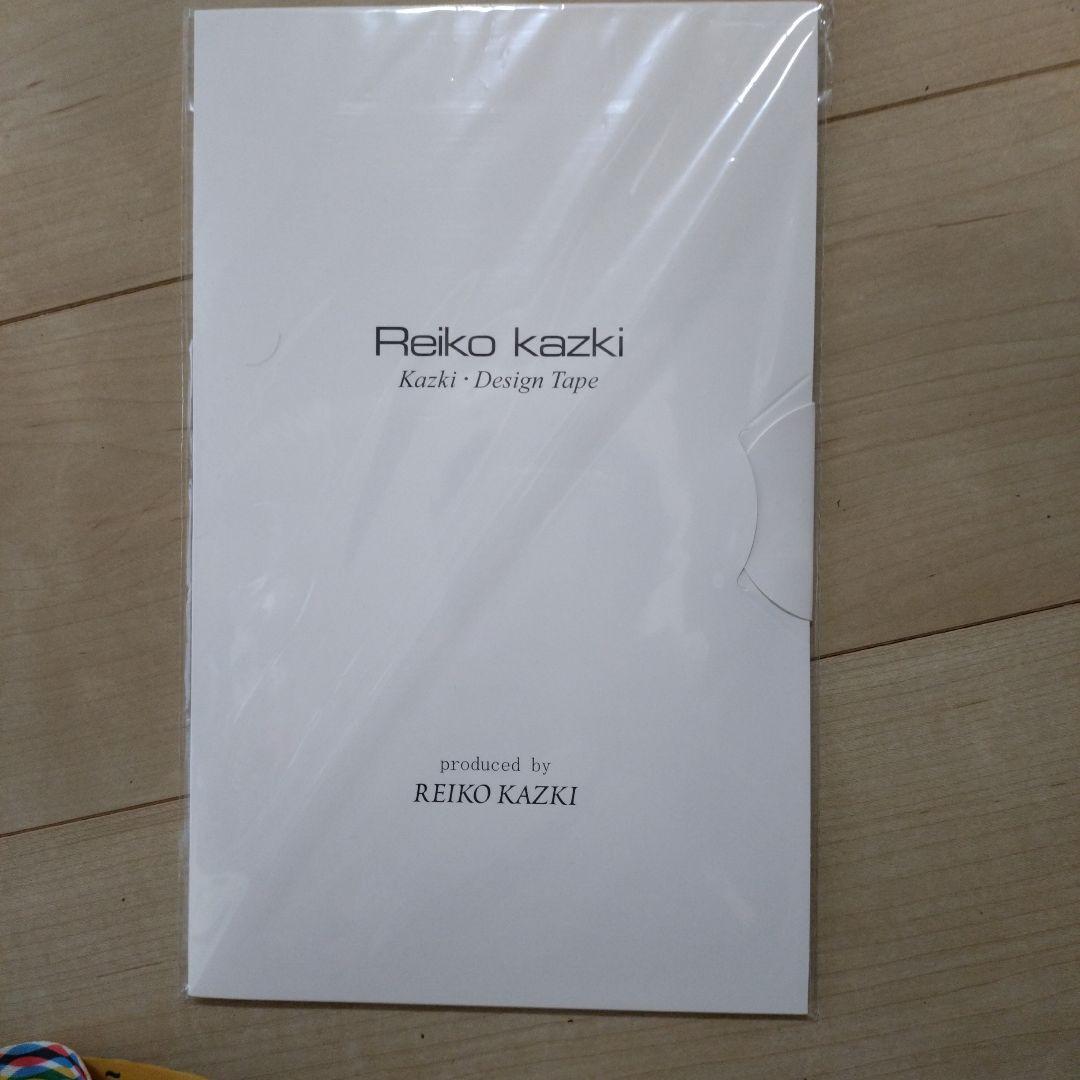 Reiko kazki
Kazki・Design Tape
produced by
REIKO KAZKI